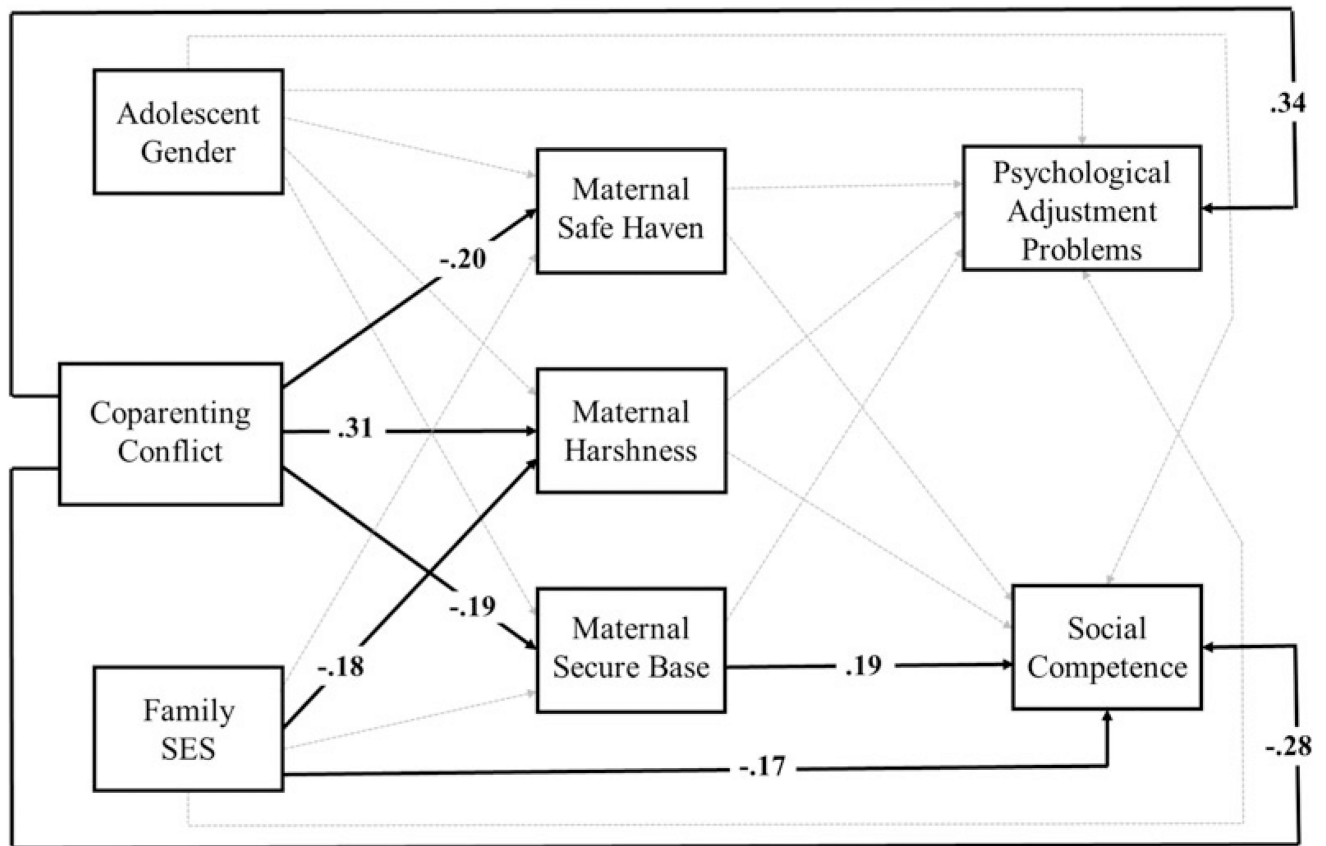 .34
Adolescent
Gender
Psychological
Adjustment
Problems
Maternal
Safe Haven
-.20
Coparenting
Conflict
.31
Maternal
Harshness
-.19
-.18
Maternal
Secure Base
.19
Social
Competence
Family
SES
-.17
-.28